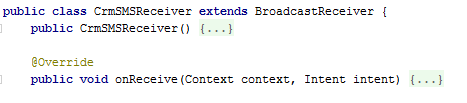 public class CrmSMSReceiver extends BroadcastReceiver {
public CrmSMSReceiver() {...}
@Override
public void onReceive(Context context, Intent intent) {...}